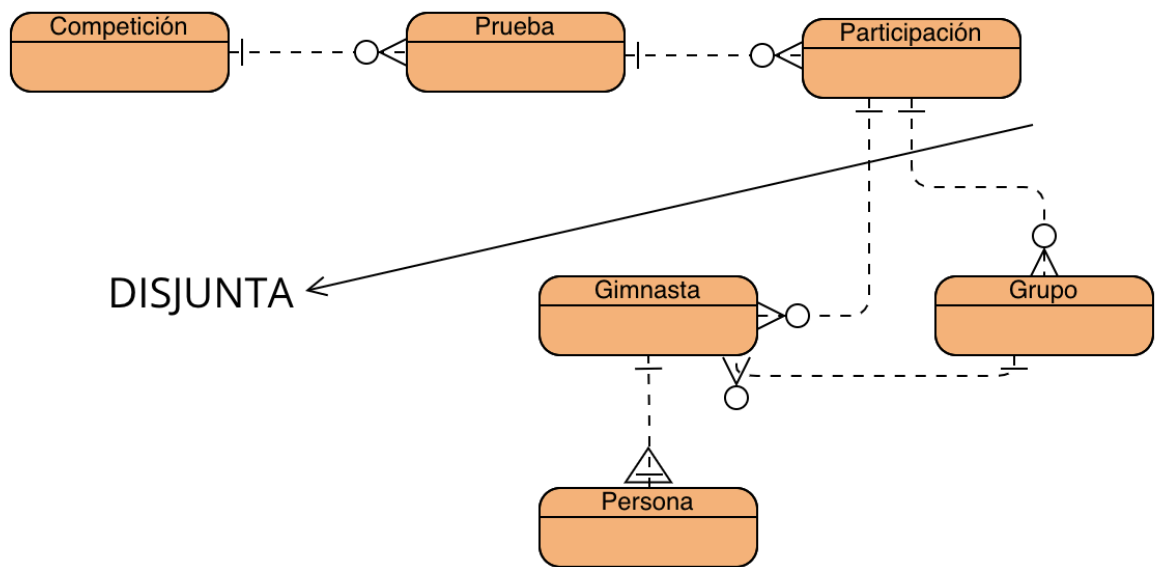 Competición
Prueba
Participación
DISJUNTA
Gimnasta
Grupo
Persona